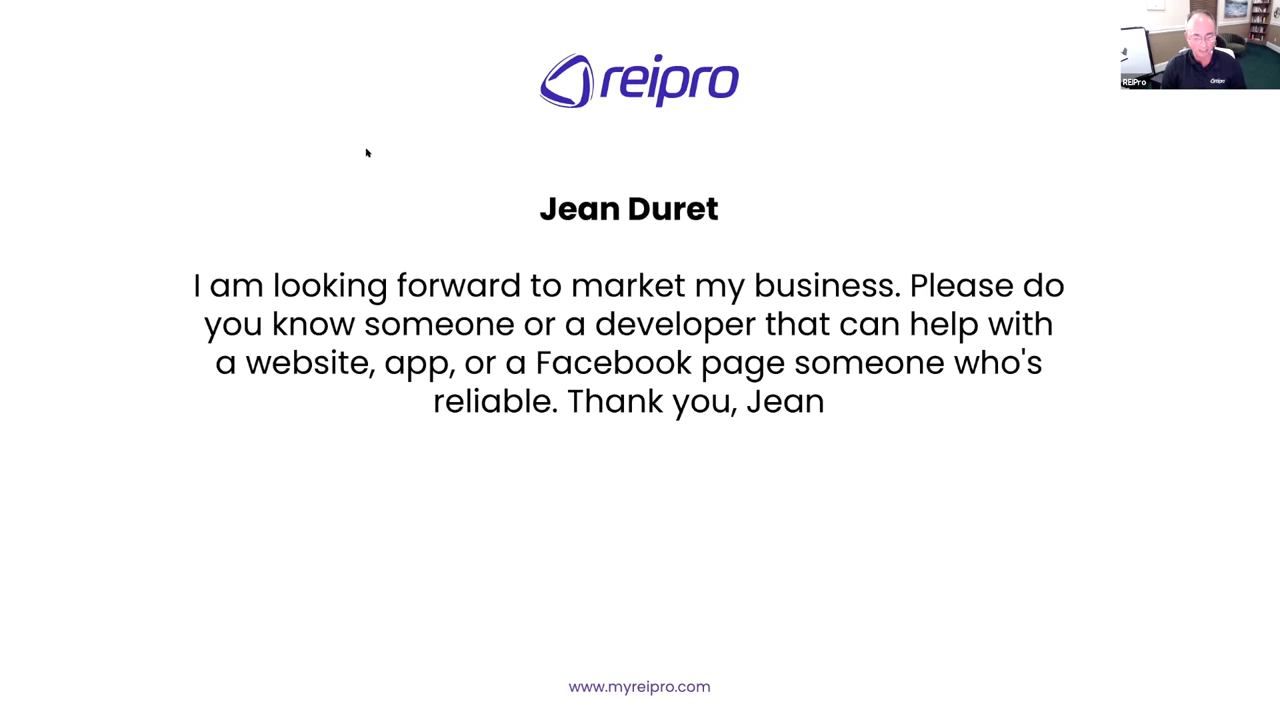 reipro
REIPro
Jean Duret
I am looking forward to market my business. Please do
you know someone or a developer that can help with
a website, app, or a Facebook page someone who's
reliable. Thank you, Jean
www.myreipro.com